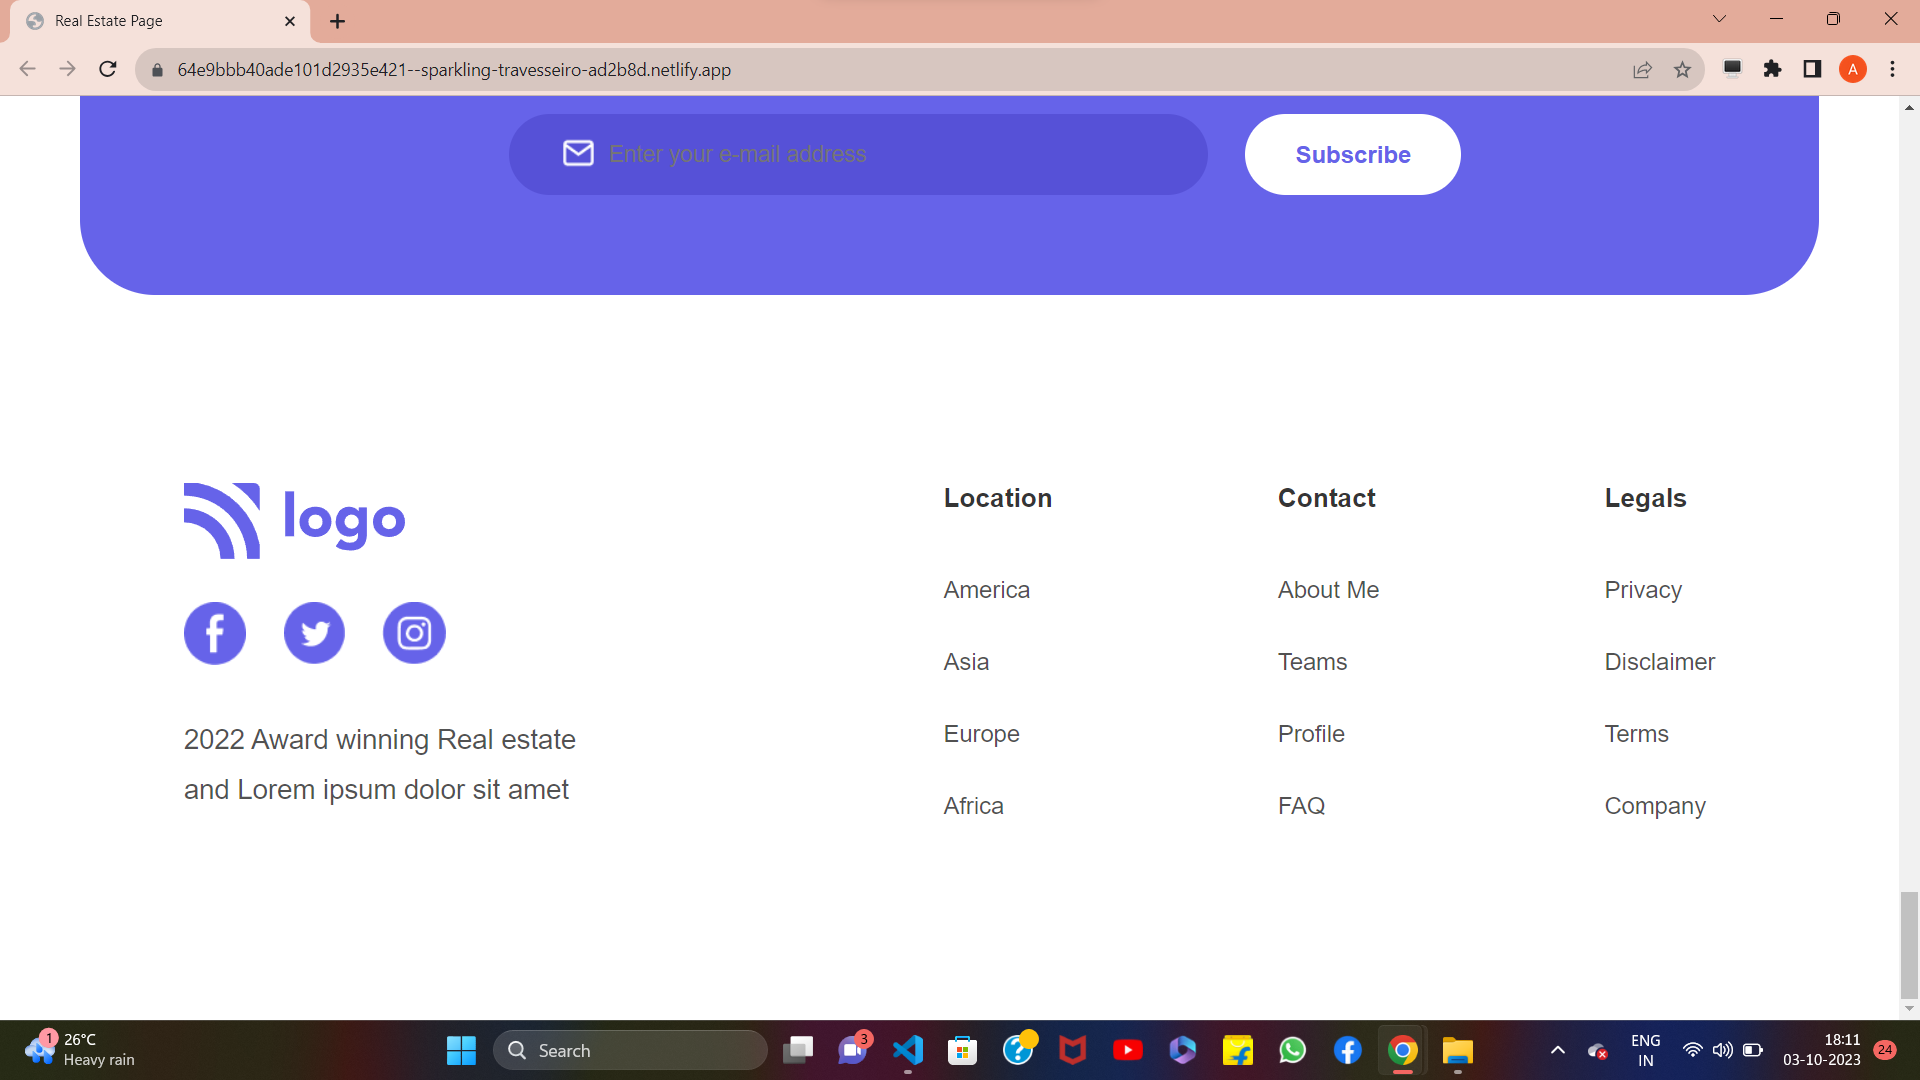 Real Estate Page
64e9bbb40ade101d2935e421--sparkling-travesseiro-ad2b8d.netlify.app
A
Enter your e-mail address
Subscribe
logo
2022 Award winning Real estate
and Lorem ipsum dolor sit amet
Location
America
Asia
Europe
Africa
Contact
About Me
Teams
Profile
FAQ
Legals
Privacy
Disclaimer
Terms
Company
1
26°C
Heavy rain
Search
3
ENG
IN
18:11
03-10-2023
24